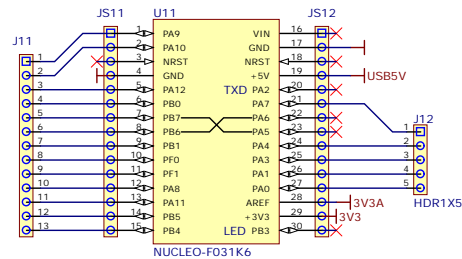 JS11 U11 JS12
J11
1 PA9 VIN 16
2 PA10 GND 17
1 3 NRST NRST 18
2 4 GND +5V 19 USB5V
3 5 PA12 TXD PA2 20
4 6 PB0 PA7 21
5 7 PB7 PA6 22 J12
6 8 PB6 PA5 23 1
7 9 PB1 PA4 24 2
8 10 PF0 PA3 25 3
9 11 PF1 PA1 26 4
10 12 PA8 PA0 27 5
11 13 PA11 AREF 28 3V3A HDR1X5
12 14 PB5 +3V3 29 3V3
13 15 PB4 LED PB3 30
NUCLEO-F031K6